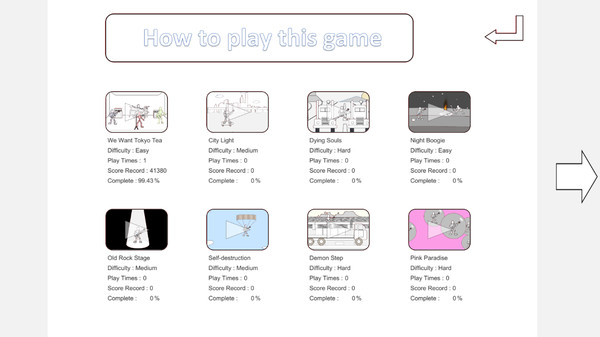 How to play this game
We Want Tokyo Tea
Difficulty : Easy
Play Times : 1
Score Record : 41380
Complete : 99.43 %
City Light
Difficulty : Medium
Play Times : 0
Score Record : 0
Complete : 0 %
Dying Souls
Difficulty : Hard
Play Times : 0
Score Record : 0
Complete : 0 %
Night Boogie
Difficulty : Easy
Play Times : 0
Score Record : 0
Complete : 0 %
Old Rock Stage
Difficulty : Medium
Play Times : 0
Score Record : 0
Complete : 0 %
Self-destruction
Difficulty : Medium
Play Times : 0
Score Record : 0
Complete : 0 %
Demon Step
Difficulty : Hard
Play Times : 0
Score Record : 0
Complete : 0 %
Pink Paradise
Difficulty : Hard
Play Times : 0
Score Record : 0
Complete : 0 %